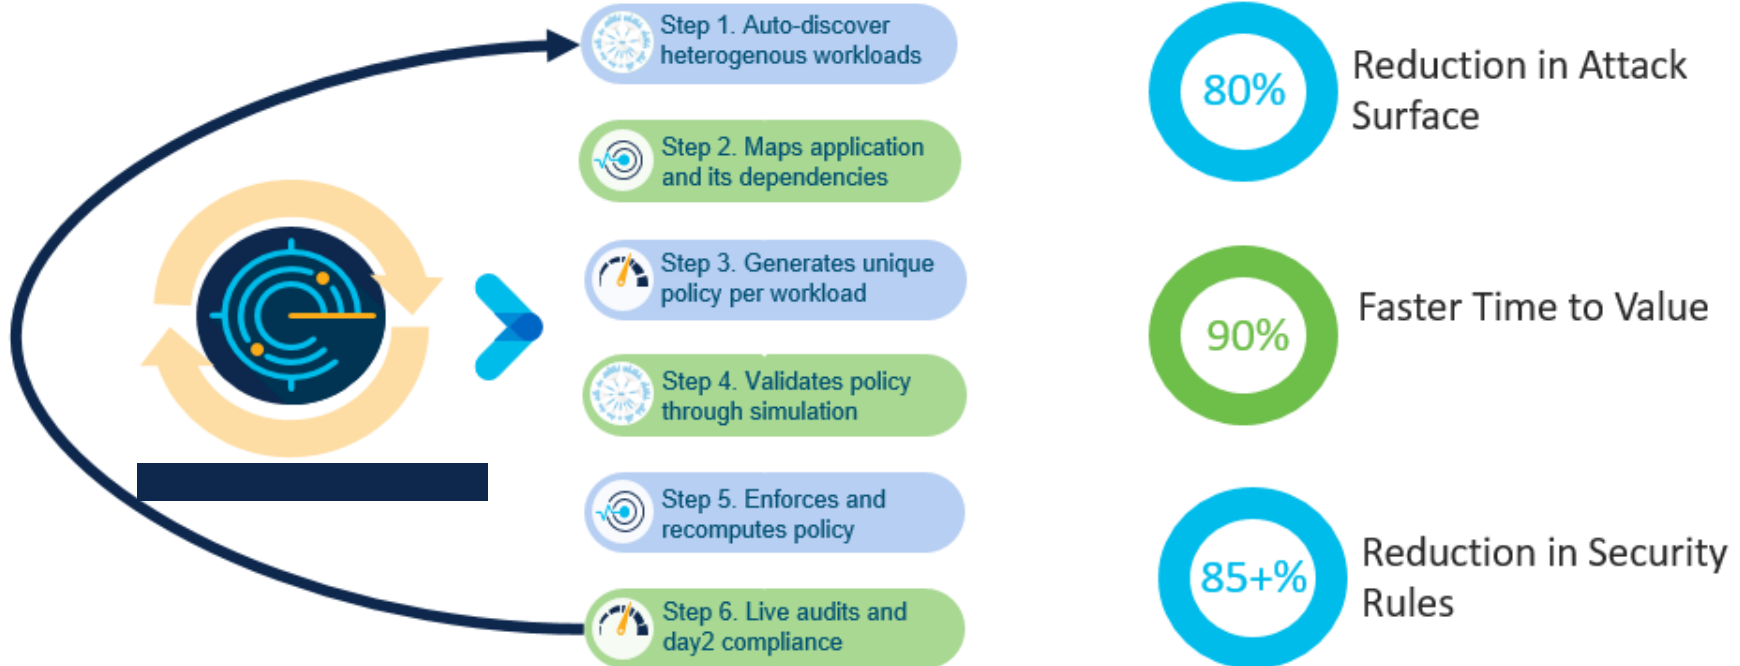 Step 1. Auto-discover
heterogenous workloads
Step 2. Maps application
and its dependencies
Step 3. Generates unique
policy per workload
Step 4. Validates policy
through simulation
Step 5. Enforces and
recomputes policy
Step 6. Live audits and
day2 compliance
80%
Reduction in Attack
Surface
90%
Faster Time to Value
85+%
Reduction in Security
Rules